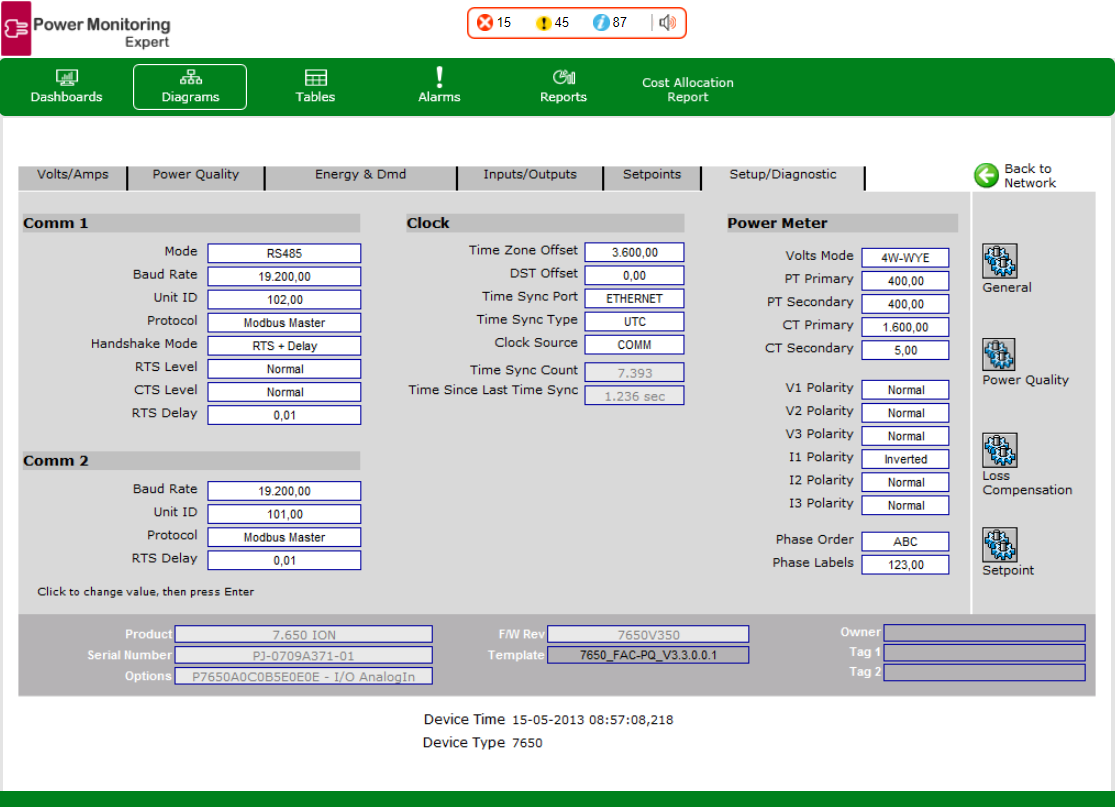 Power Monitoring
Expert
15 45 87
Dashboards Diagrams Tables Alarms Reports Cost Allocation
Report
Volts/Amps Power Quality Energy & Dmd Inputs/Outputs Setpoints Setup/Diagnostic
Back to
Network
Comm 1
Mode RS485
Baud Rate 19.200,00
Unit ID 102,00
Protocol Modbus Master
Handshake Mode RTS + Delay
RTS Level Normal
CTS Level Normal
RTS Delay 0,01
Comm 2
Baud Rate 19.200,00
Unit ID 101,00
Protocol Modbus Master
RTS Delay 0,01
Click to change value, then press Enter
Clock
Time Zone Offset 3.600,00
DST Offset 0,00
Time Sync Port ETHERNET
Time Sync Type UTC
Clock Source COMM
Time Sync Count 7.393
Time Since Last Time Sync 1.236 sec
Power Meter
Volts Mode 4W-WYE
PT Primary 400,00
PT Secondary 400,00
CT Primary 1.600,00
CT Secondary 5,00
V1 Polarity Normal
V2 Polarity Normal
V3 Polarity Normal
I1 Polarity Inverted
I2 Polarity Normal
I3 Polarity Normal
Phase Order ABC
Phase Labels 123,00
General
Power Quality
Loss
Compensation
Setpoint
Product 7.650 ION
Serial Number PJ-0709A371-01
Options P7650A0C0B5E0E0E - I/O AnalogIn
F/W Rev 7650V350
Template 7650_FAC-PQ_V3.3.0.0.1
Owner
Tag 1
Tag 2
Device Time 15-05-2013 08:57:08,218
Device Type 7650